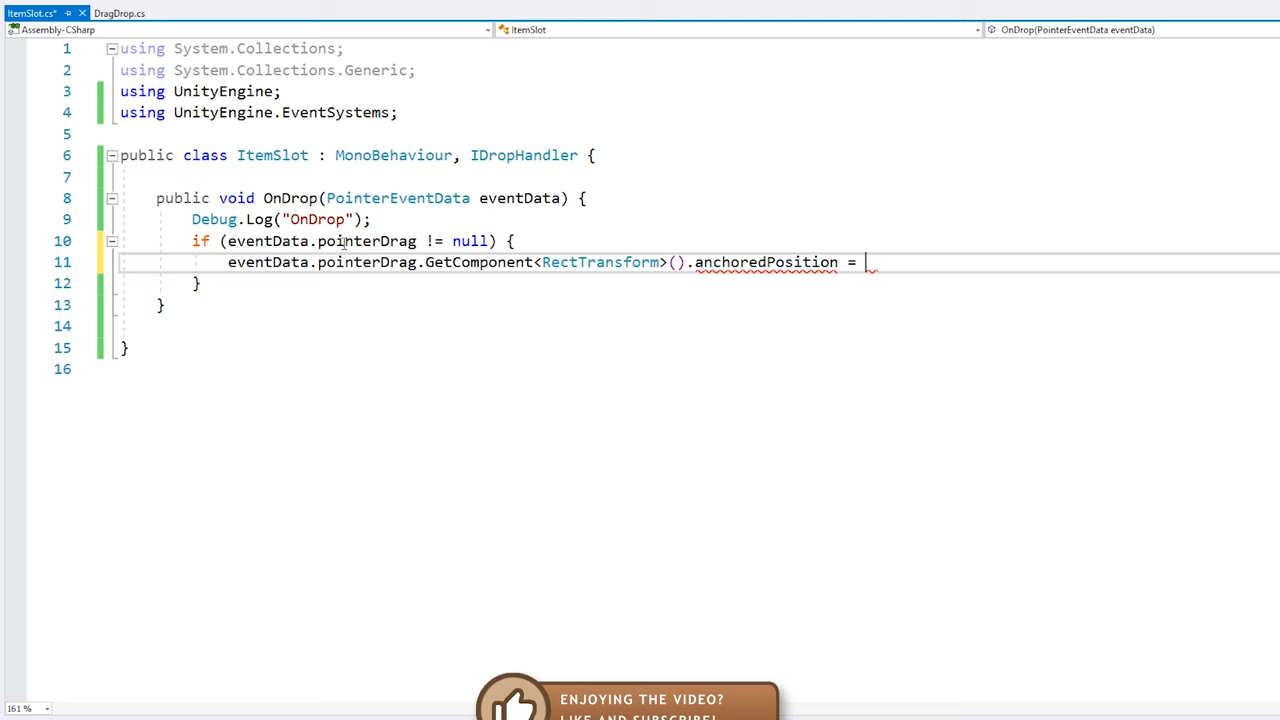 ItemSlot.cs* DragDrop.cs
Assembly-CSharp ItemSlot OnDrop(PointerEventData eventData)
1 using System.Collections;
2 using System.Collections.Generic;
3 using UnityEngine;
4 using UnityEngine.EventSystems;
5
6 public class ItemSlot : MonoBehaviour, IDropHandler {
7
8 public void OnDrop(PointerEventData eventData) {
9 Debug.Log("OnDrop");
10 if (eventData.pointerDrag != null) {
11 eventData.pointerDrag.GetComponent<RectTransform>().anchoredPosition =
12 }
13 }
14
15 }
16
ENJOYING THE VIDEO?
LIKE AND SUBSCRIBE!
161 %